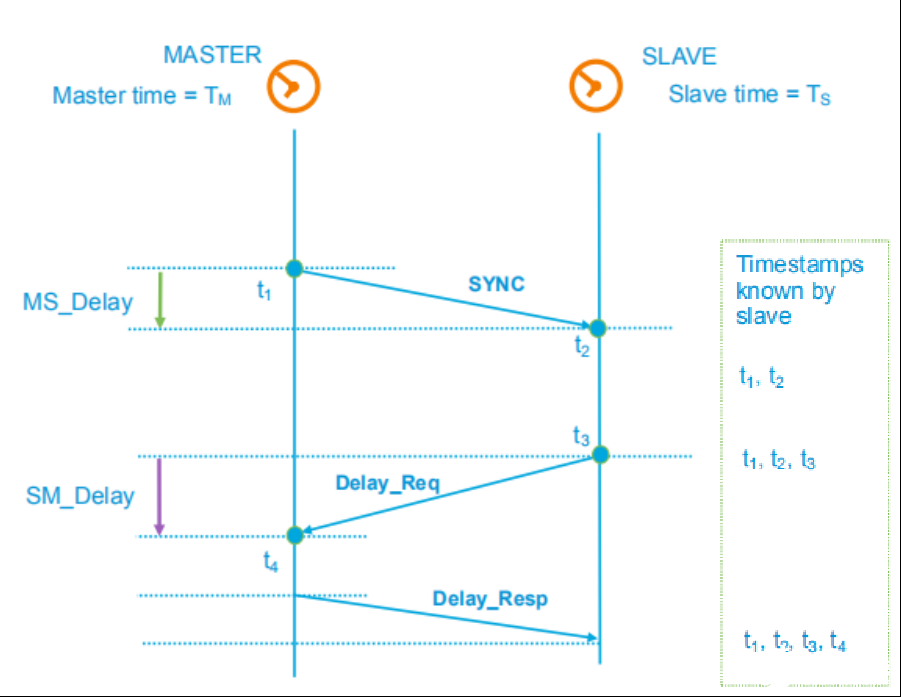 MASTER
SLAVE
Master time = TM
Slave time = TS
t1
SYNC
MS_Delay
t2
Timestamps
known by
slave
t1, t2
t3
t1, t2, t3
Delay_Req
SM_Delay
t4
Delay_Resp
t1, t2, t3, t4